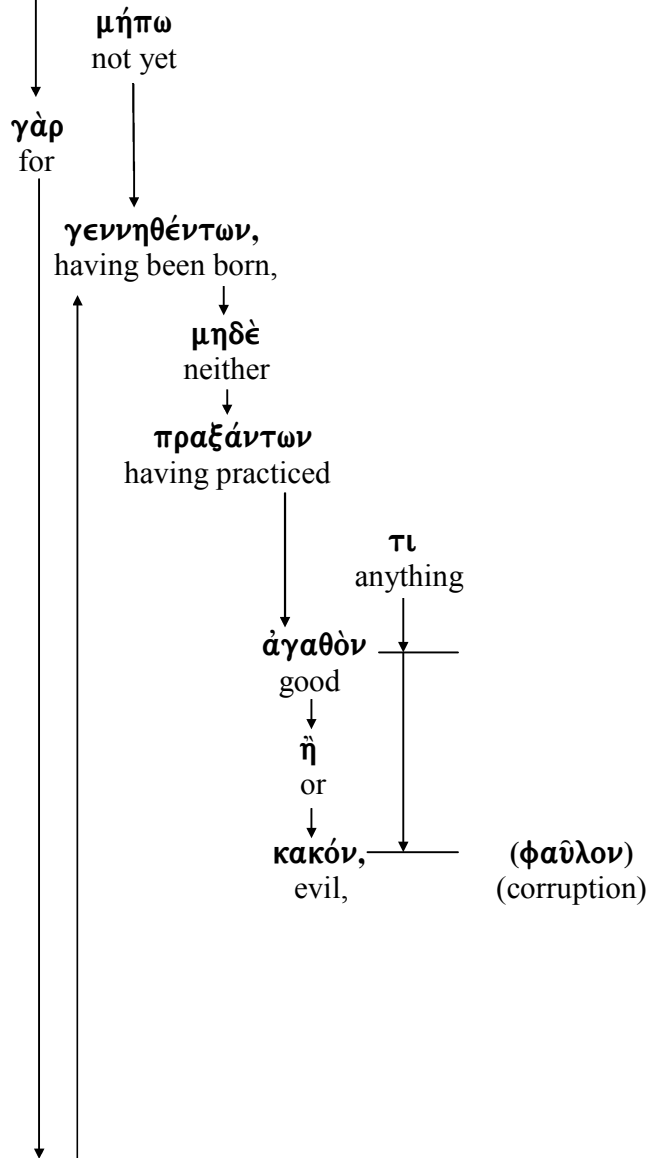 μήπω
not yet
γὰρ
for
γεννηθέντων,
having been born,
μηδὲ
neither
πραξάντων
having practiced
τι
anything
ἀγαθὸν
good
ἢ
or
κακόν, (φαῦλον)
evil, (corruption)